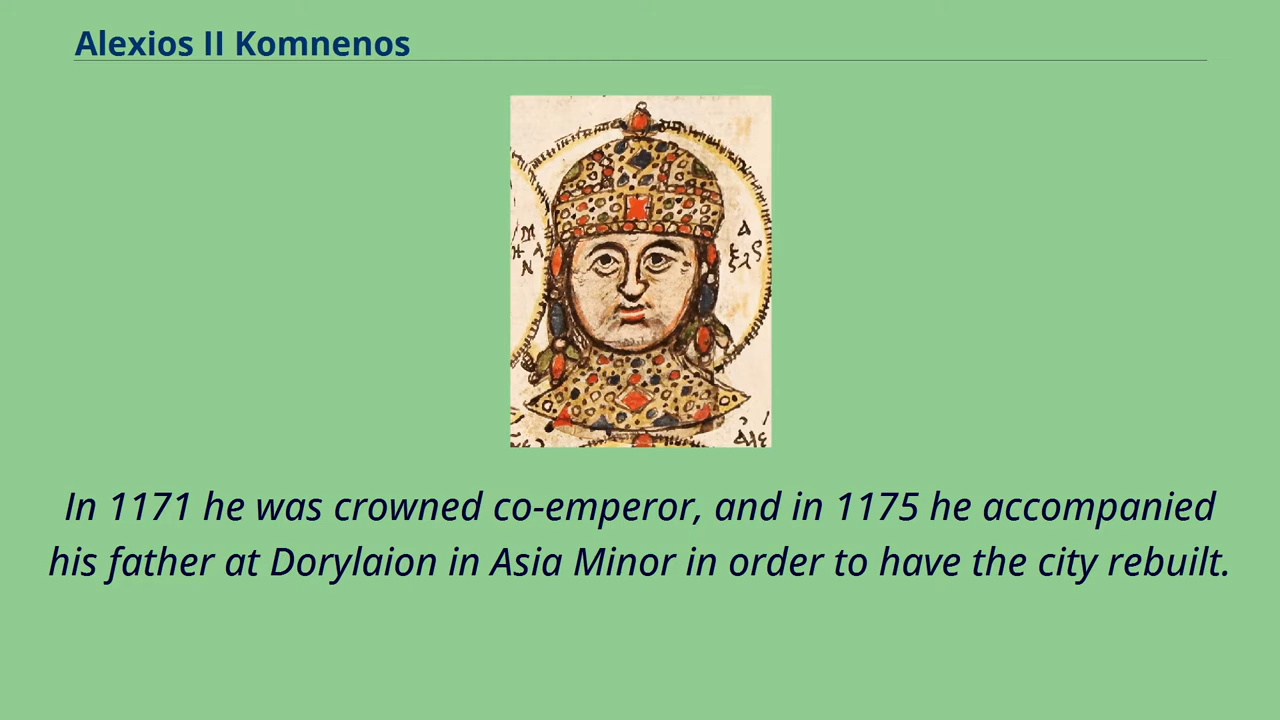 Alexios II Komnenos
In 1171 he was crowned co-emperor, and in 1175 he accompanied
his father at Dorylaion in Asia Minor in order to have the city rebuilt.